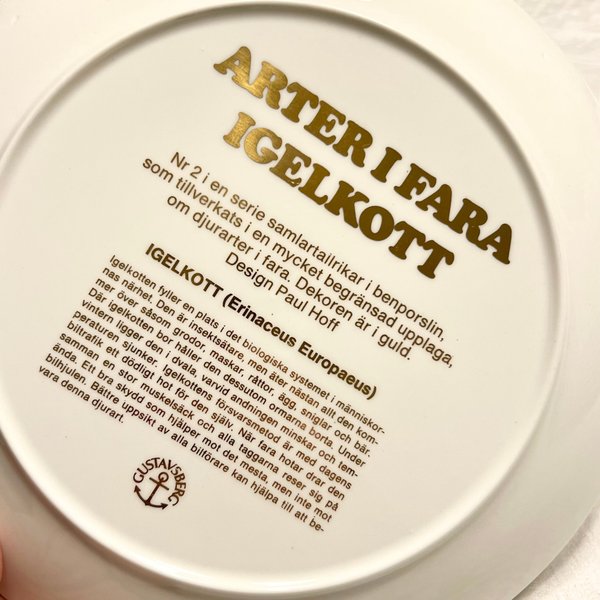 ARTER I FARA
IGELKOTT
Nr 2 i en serie samlartallrikar i benporslin,
som tillverkats i en mycket begränsad upplaga,
om djurarter i fara. Dekoren är i guld.
Design Paul Hoff
IGELKOTT (Erinaceus Europaeus)
Igelkotten fyller en plats i det biologiska systemet i människor-
nas närhet. Den är insektsätare, men äter nästan allt den kom-
mer över såsom grodor, maskar, råttor, ägg, sniglar och bär.
Där igelkotten bor håller den dessutom ormarna borta. Under
vintern ligger den i dvala, varvid andningen minskar och tem-
peraturen sjunker. Igelkottens försvarsmetod är med dagens
biltrafik ett dödligt hot för den själv. När fara hotar drar den
samman en stor muskelsäck och alla taggarna reser sig på
ända. Ett bra skydd som hjälper mot det mesta, men inte mot
bilhjulen. Bättre uppsikt av alla bilförare kan hjälpa till att be-
vara denna djurart.
GUSTAVSBERG